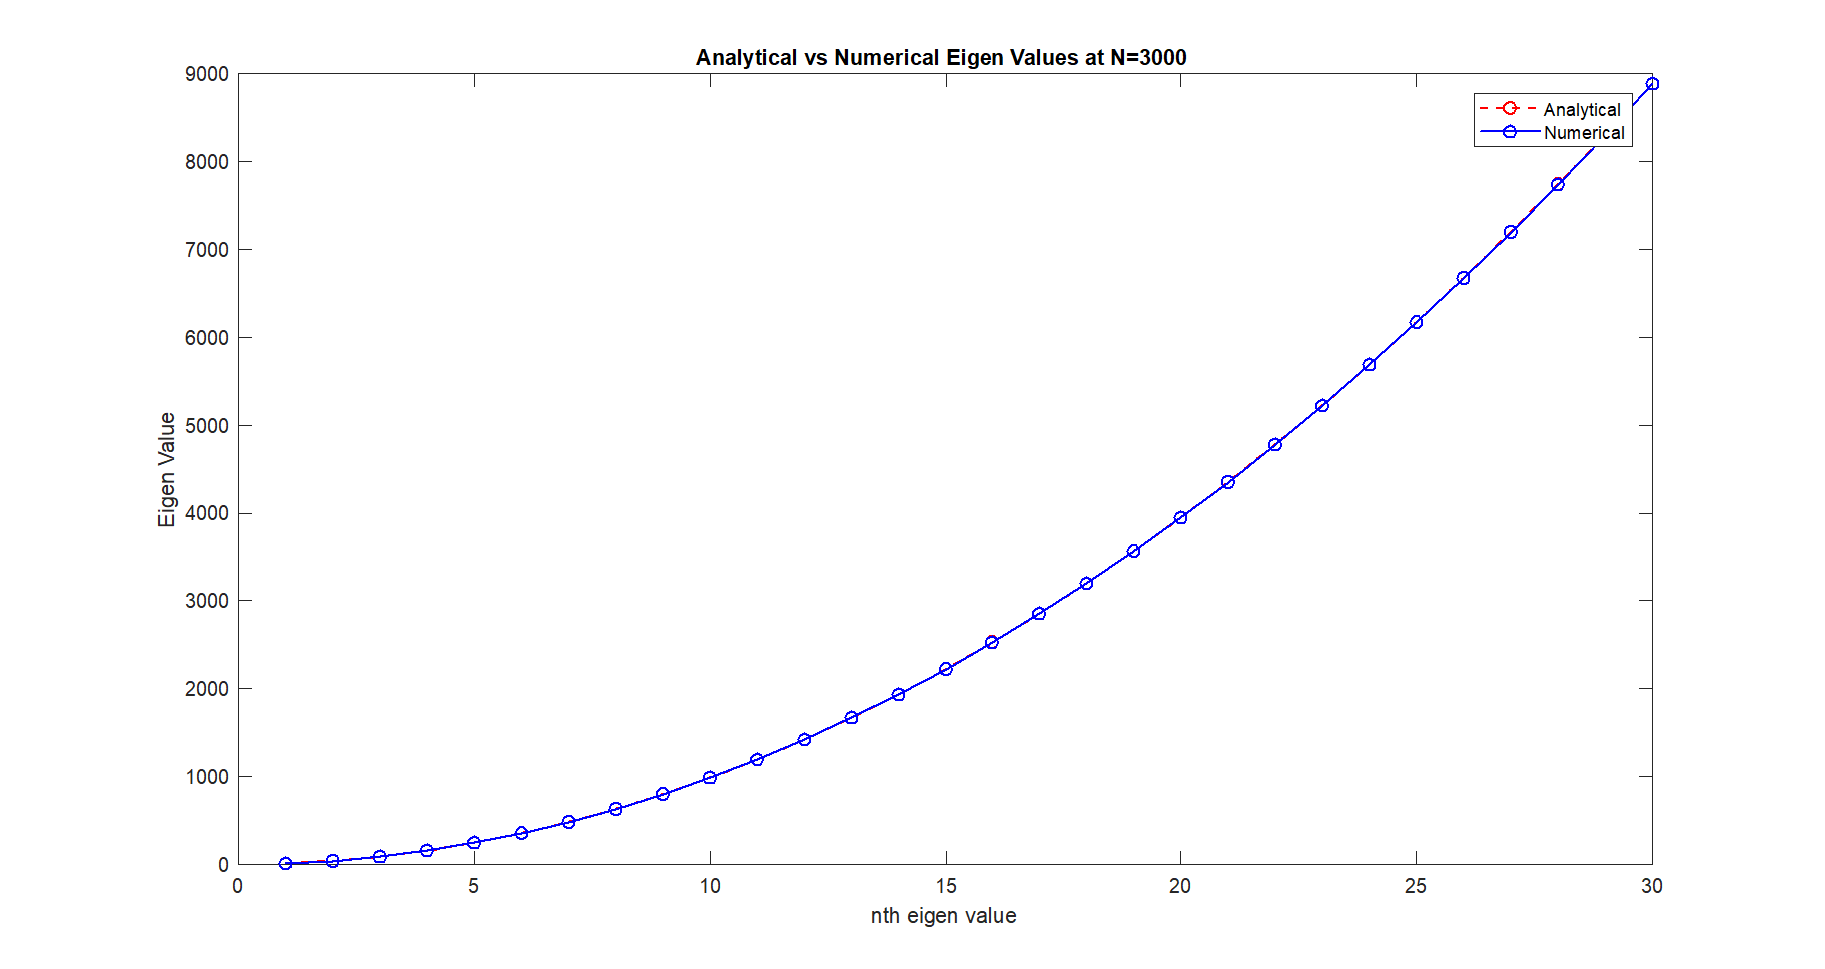 Analytical vs Numerical Eigen Values at N=3000
9000
8000
7000
6000
5000
4000
3000
2000
1000
0
Eigen Value
Analytical
Numerical
0 5 10 15 20 25 30
nth eigen value